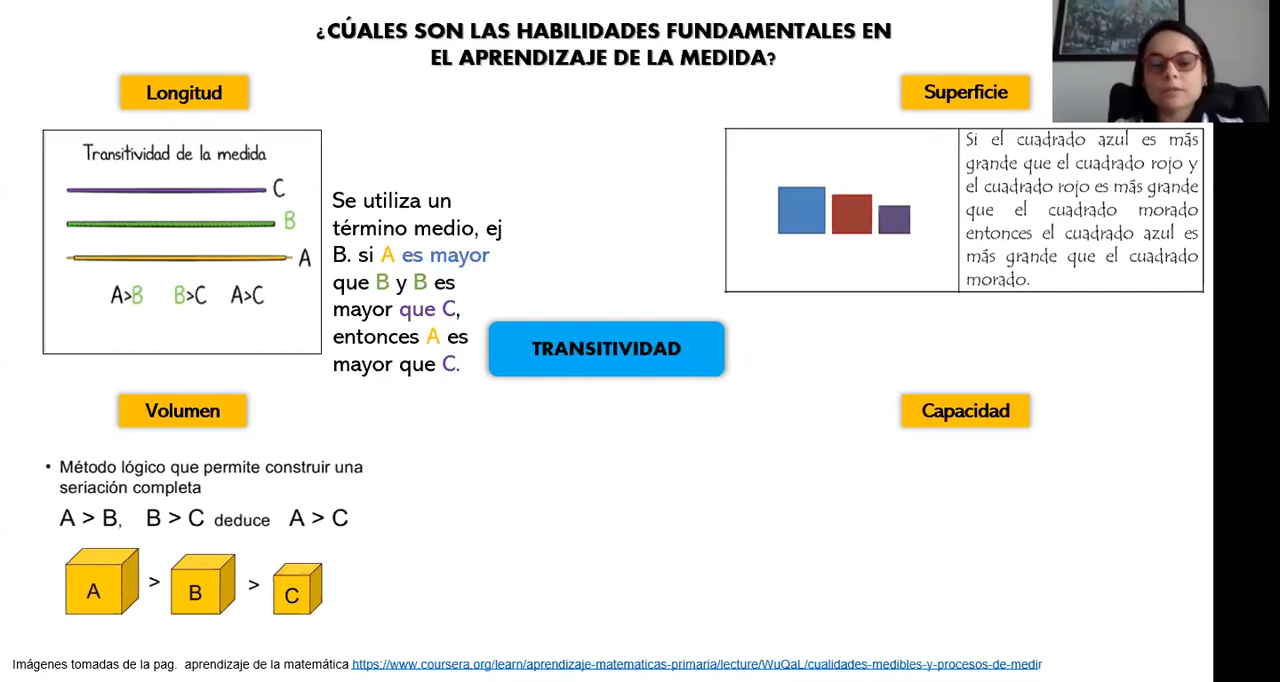 ¿CÚALES SON LAS HABILIDADES FUNDAMENTALES EN
EL APRENDIZAJE DE LA MEDIDA?
Longitud
Transitividad de la medida
C
B
A
A>B B>C A>C
Se utiliza un
término medio, ej
B. si A es mayor
que B y B es
mayor que C,
entonces A es
mayor que C.
Superficie
Si el cuadrado azul es más
grande que el cuadrado rojo y
el cuadrado rojo es más grande
que el cuadrado morado
entonces el cuadrado azul es
más grande que el cuadrado
morado.
TRANSITIVIDAD
Volumen
• Método lógico que permite construir una
seriación completa
A > B, B > C deduce A > C
A > B > C
Capacidad
Imágenes tomadas de la pag. aprendizaje de la matemática https://www.coursera.org/learn/aprendizaje-matematicas-primaria/lecture/WuQaL/cualidades-medibles-y-procesos-de-medir